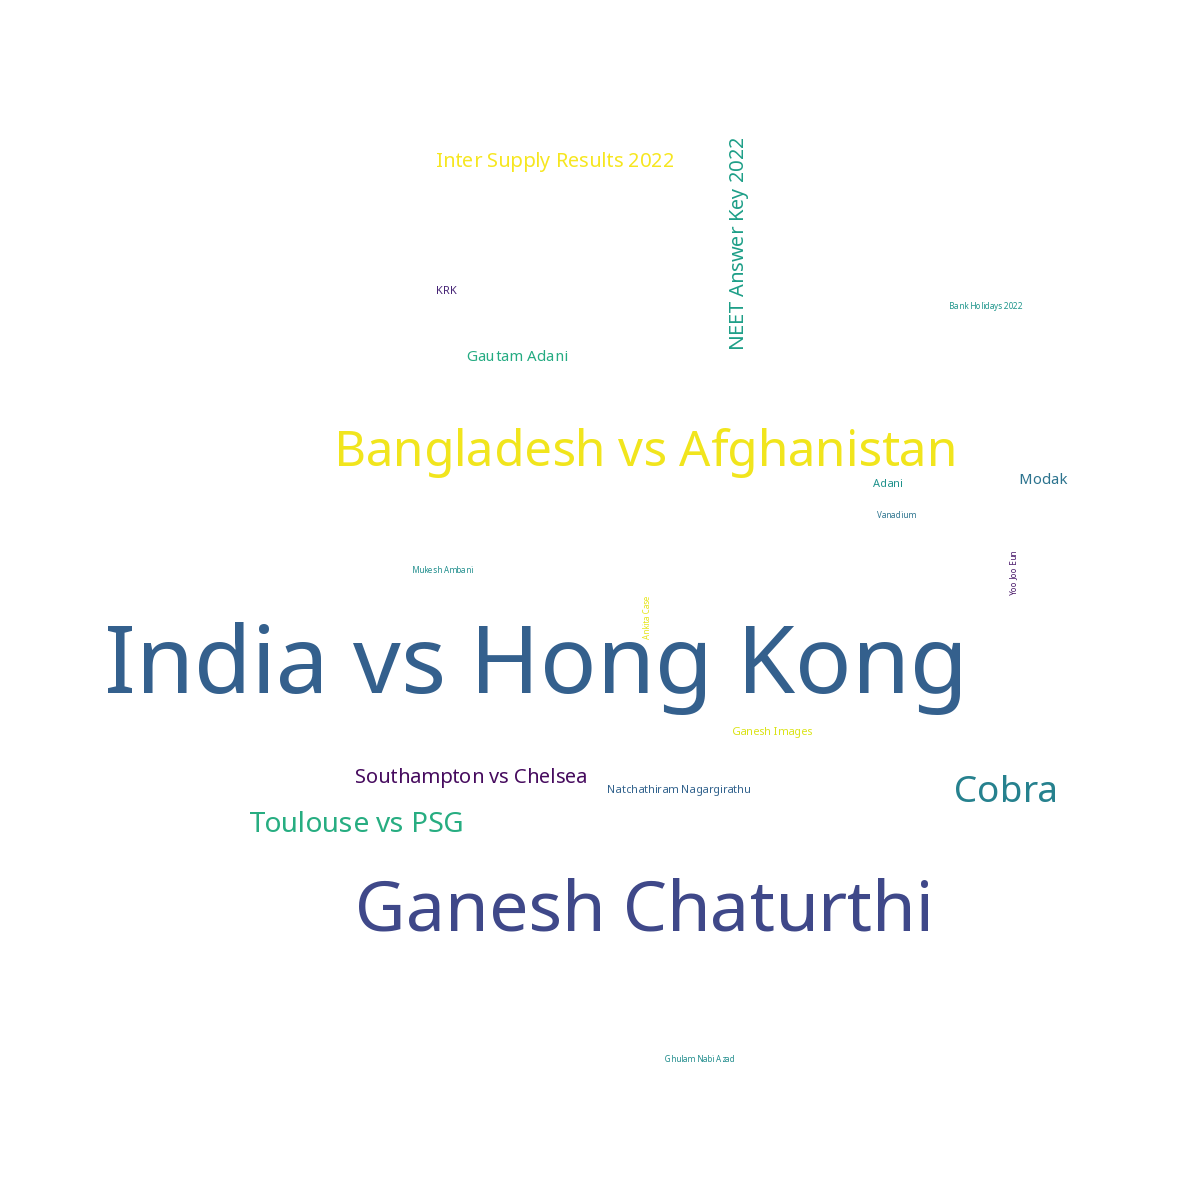 Inter Supply Results 2022
NEET Answer Key 2022
KRK
Bank Holidays 2022
Gautam Adani
Bangladesh vs Afghanistan
Adani
Modak
Vanadium
Mukesh Ambani
Yoo Joo Eun
Ankita Case
India vs Hong Kong
Ganesh Images
Southampton vs Chelsea
Natchathiram Nagargirathu
Cobra
Toulouse vs PSG
Ganesh Chaturthi
Ghulam Nabi Azad